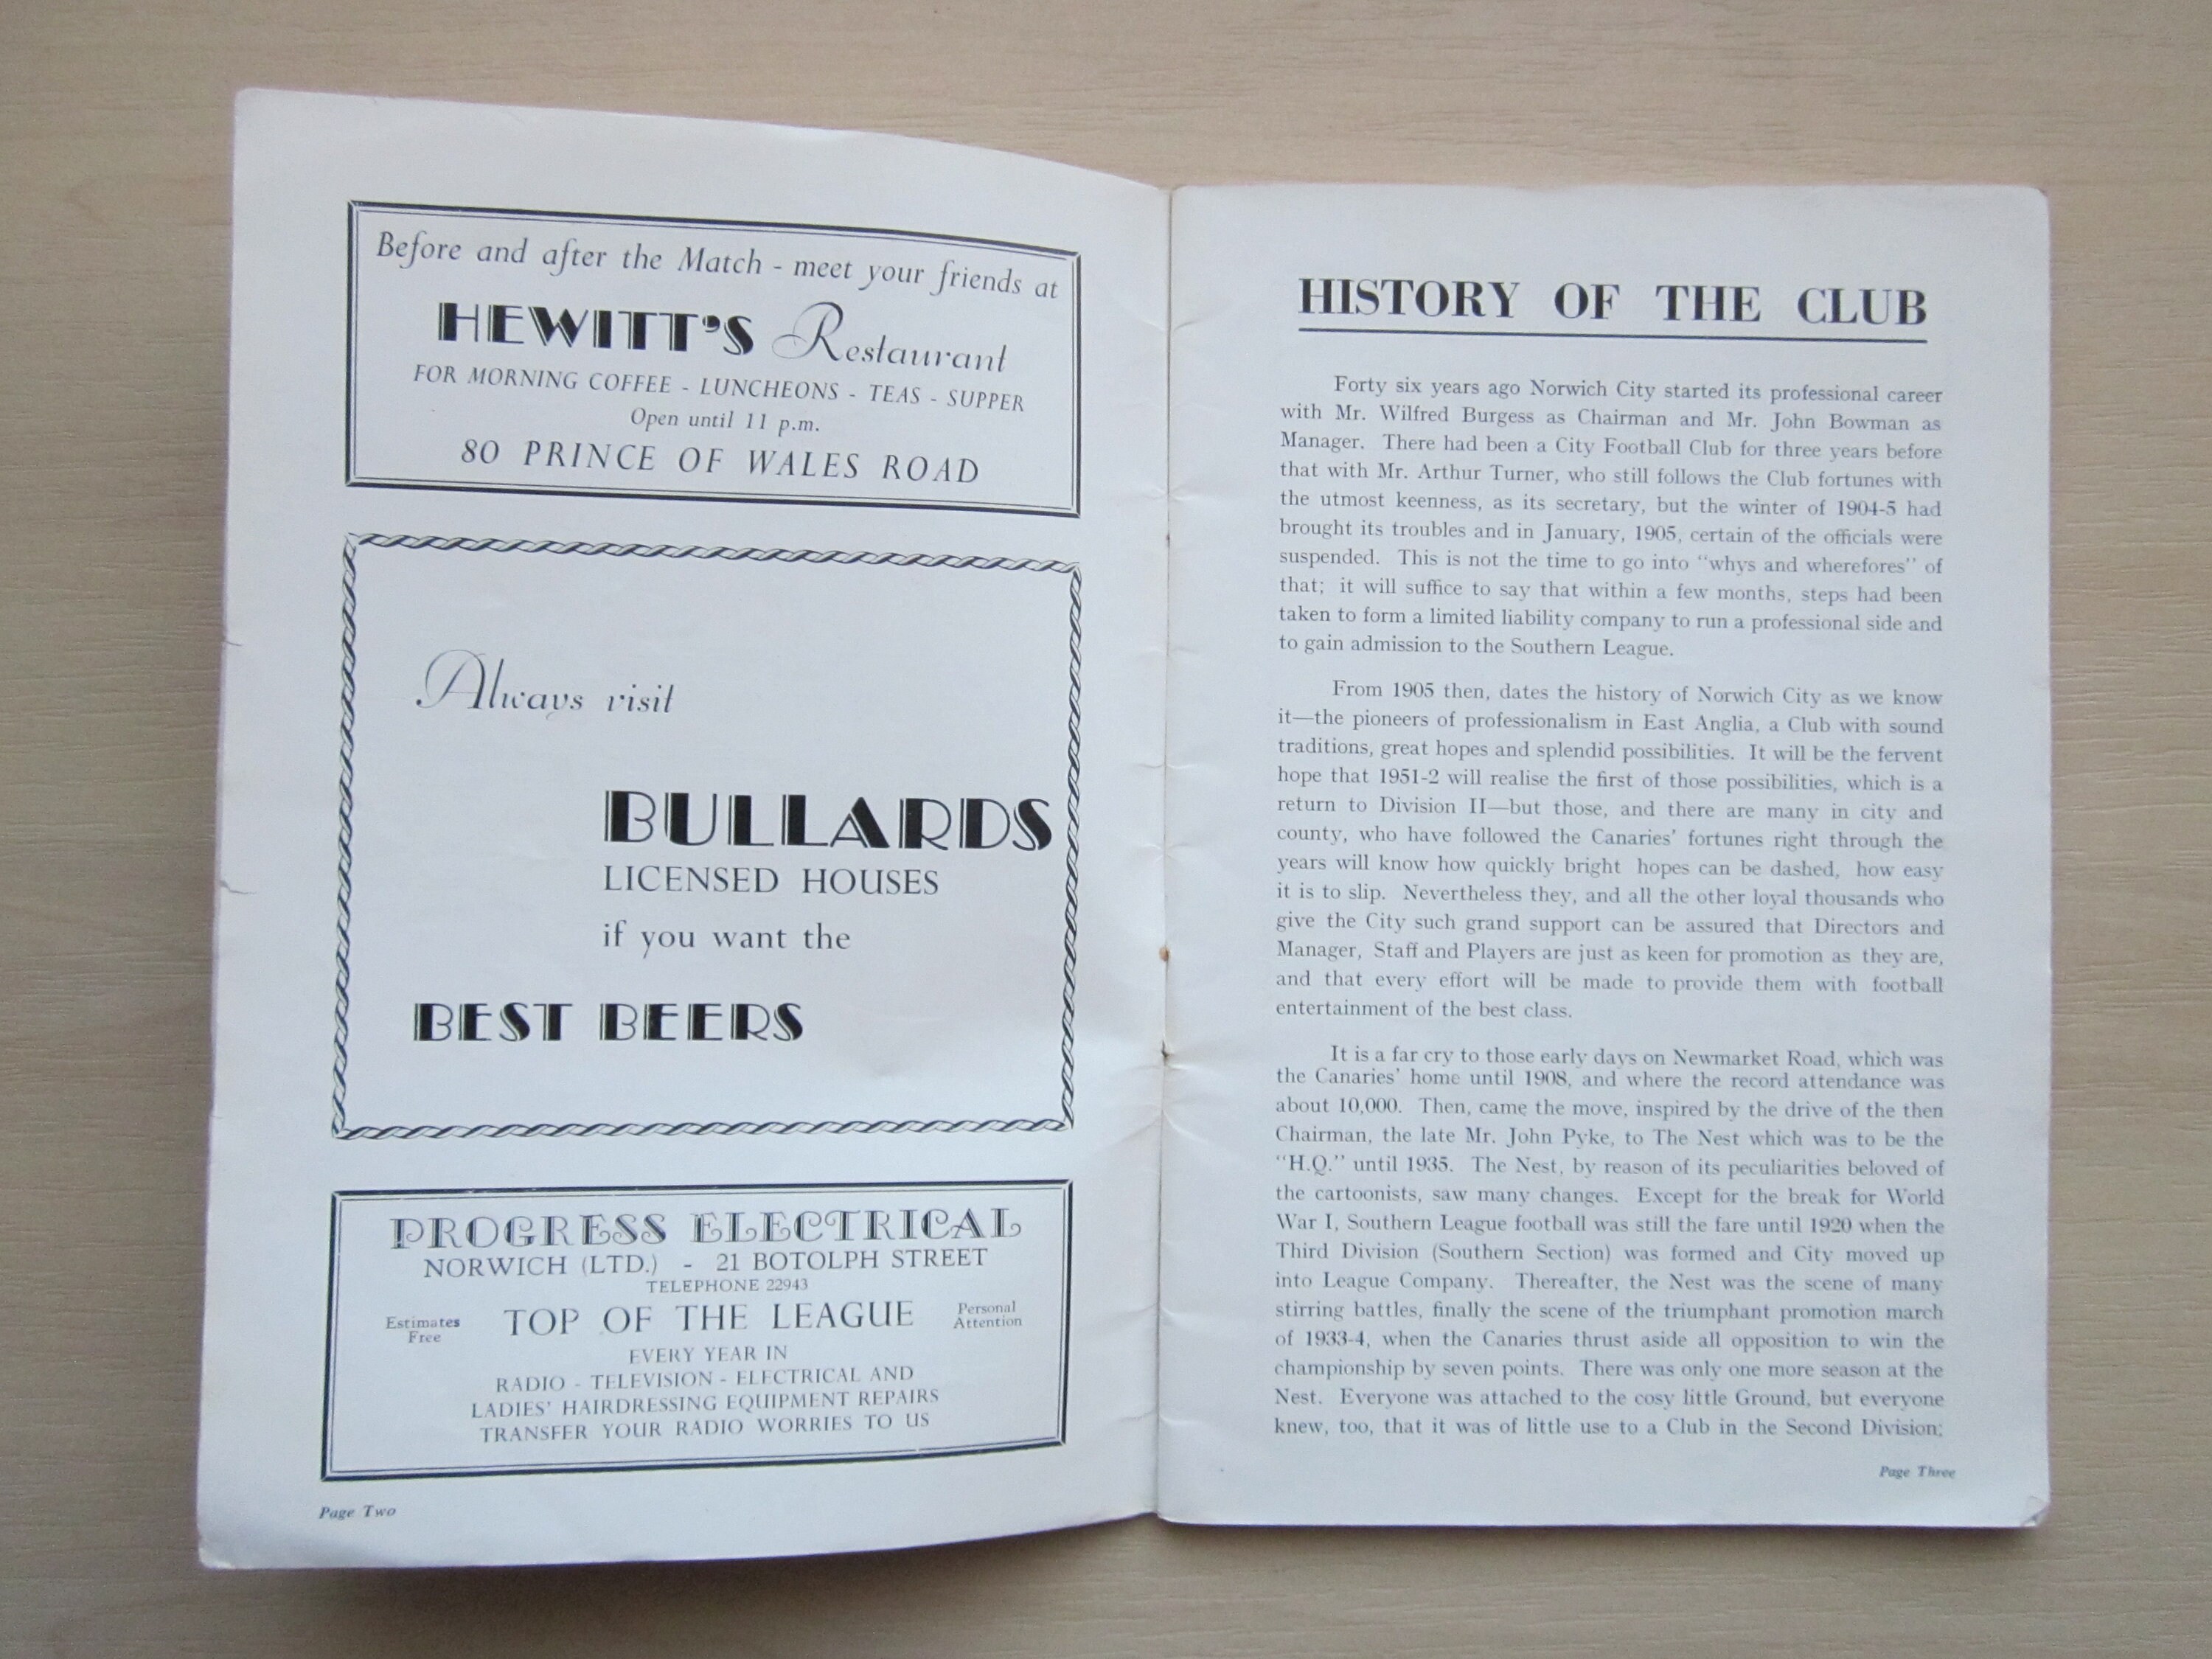 Before and after the Match - meet your friends at
HEWITT'S Restaurant
FOR MORNING COFFEE - LUNCHEONS - TEAS - SUPPER
Open until 11 p.m.
80 PRINCE OF WALES ROAD
Always visit
BULLARDS
LICENSED HOUSES
if you want the
BEST BEERS
PROGRESS ELECTRICAL
NORWICH (LTD.) - 21 BOTOLPH STREET
TELEPHONE 22943
Estimates Free
TOP OF THE LEAGUE
Personal Attention
EVERY YEAR IN
RADIO - TELEVISION - ELECTRICAL AND
LADIES' HAIRDRESSING EQUIPMENT REPAIRS
TRANSFER YOUR RADIO WORRIES TO US
Page Two
HISTORY OF THE CLUB
Forty six years ago Norwich City started its professional career
with Mr. Wilfred Burgess as Chairman and Mr. John Bowman as
Manager. There had been a City Football Club for three years before
that with Mr. Arthur Turner, who still follows the Club fortunes with
the utmost keenness, as its secretary, but the winter of 1904-5 had
brought its troubles and in January, 1905, certain of the officials were
suspended. This is not the time to go into "whys and wherefores" of
that; it will suffice to say that within a few months, steps had been
taken to form a limited liability company to run a professional side and
to gain admission to the Southern League.
From 1905 then, dates the history of Norwich City as we know
it—the pioneers of professionalism in East Anglia, a Club with sound
traditions, great hopes and splendid possibilities. It will be the fervent
hope that 1951-2 will realise the first of those possibilities, which is a
return to Division II—but those, and there are many in city and
county, who have followed the Canaries' fortunes right through the
years will know how quickly bright hopes can be dashed, how easy
it is to slip. Nevertheless they, and all the other loyal thousands who
give the City such grand support can be assured that Directors and
Manager, Staff and Players are just as keen for promotion as they are,
and that every effort will be made to provide them with football
entertainment of the best class.
It is a far cry to those early days on Newmarket Road, which was
the Canaries' home until 1908, and where the record attendance was
about 10,000. Then, came the move, inspired by the drive of the then
Chairman, the late Mr. John Pyke, to The Nest which was to be the
"H.Q." until 1935. The Nest, by reason of its peculiarities beloved of
the cartoonists, saw many changes. Except for the break for World
War I, Southern League football was still the fare until 1920 when the
Third Division (Southern Section) was formed and City moved up
into League Company. Thereafter, the Nest was the scene of many
stirring battles, finally the scene of the triumphant promotion march
of 1933-4, when the Canaries thrust aside all opposition to win the
championship by seven points. There was only one more season at the
Nest. Everyone was attached to the cosy little Ground, but everyone
knew, too, that it was of little use to a Club in the Second Division;
Page Three